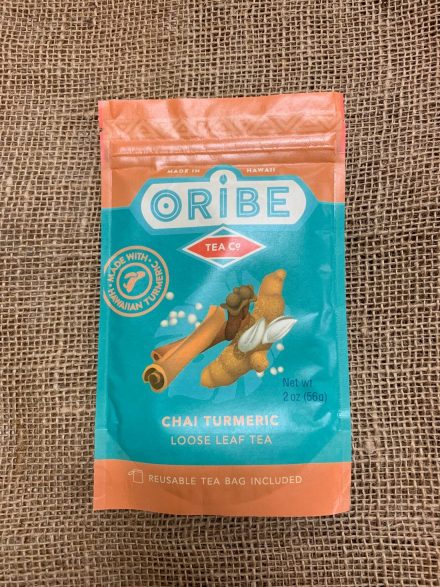 MADE IN HAWAII
ORIBE
TEA Cº
MADE WITH
HAWAIIAN TURMERIC
Net wt
2 oz (56g)
CHAI TURMERIC
LOOSE LEAF TEA
REUSABLE TEA BAG INCLUDED